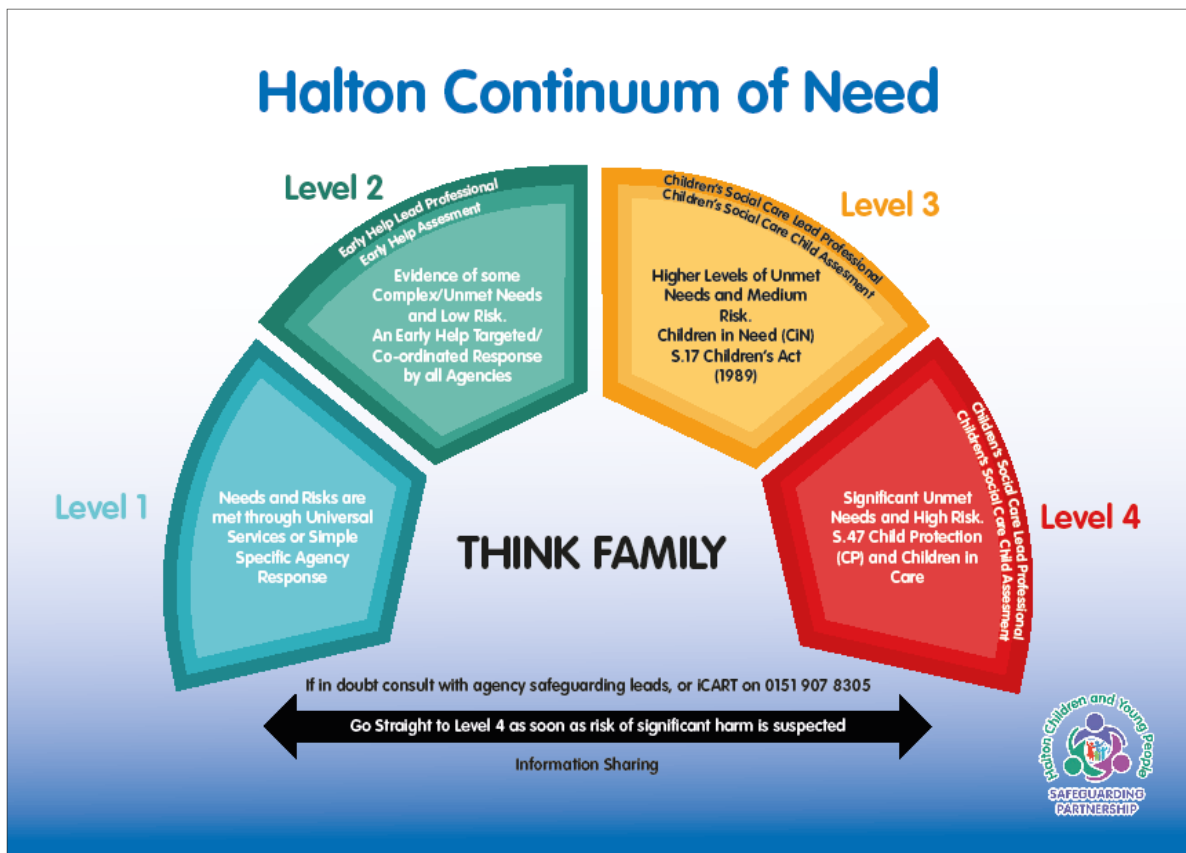 Halton Continuum of Need
Level 1
Needs and Risks are
met through Universal
Services or Simple
Specific Agency
Response
Level 2
Early Help Lead Professional
Early Help Assesment
Evidence of some
Complex/Unmet Needs
and Low Risk.
An Early Help Targeted/
Co-ordinated Response
by all Agencies
Level 3
Children's Social Care Lead Professional
Children's Social Care Child Assesment
Higher Levels of Unmet
Needs and Medium
Risk.
Children in Need (CiN)
S.17 Children's Act
(1989)
Level 4
Children's Social Care Lead Professional
Children's Social Care Child Assesment
Significant Unmet
Needs and High Risk.
S.47 Child Protection
(CP) and Children in
Care
THINK FAMILY
If in doubt consult with agency safeguarding leads, or iCART on 0151 907 8305
Go Straight to Level 4 as soon as risk of significant harm is suspected
Information Sharing
Halton Children and Young People
SAFEGUARDING
PARTNERSHIP